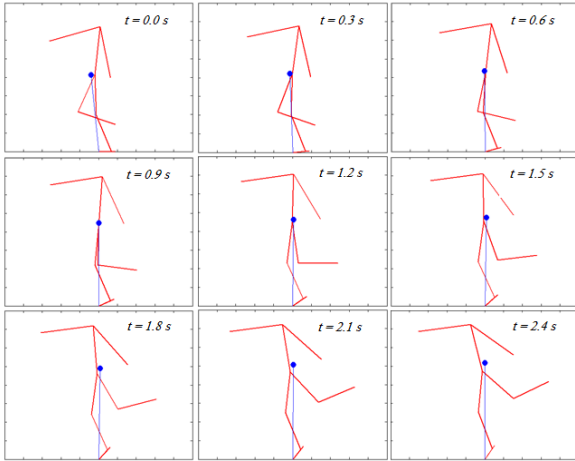 t = 0.0 s
t = 0.3 s
t = 0.6 s
t = 0.9 s
t = 1.2 s
t = 1.5 s
t = 1.8 s
t = 2.1 s
t = 2.4 s